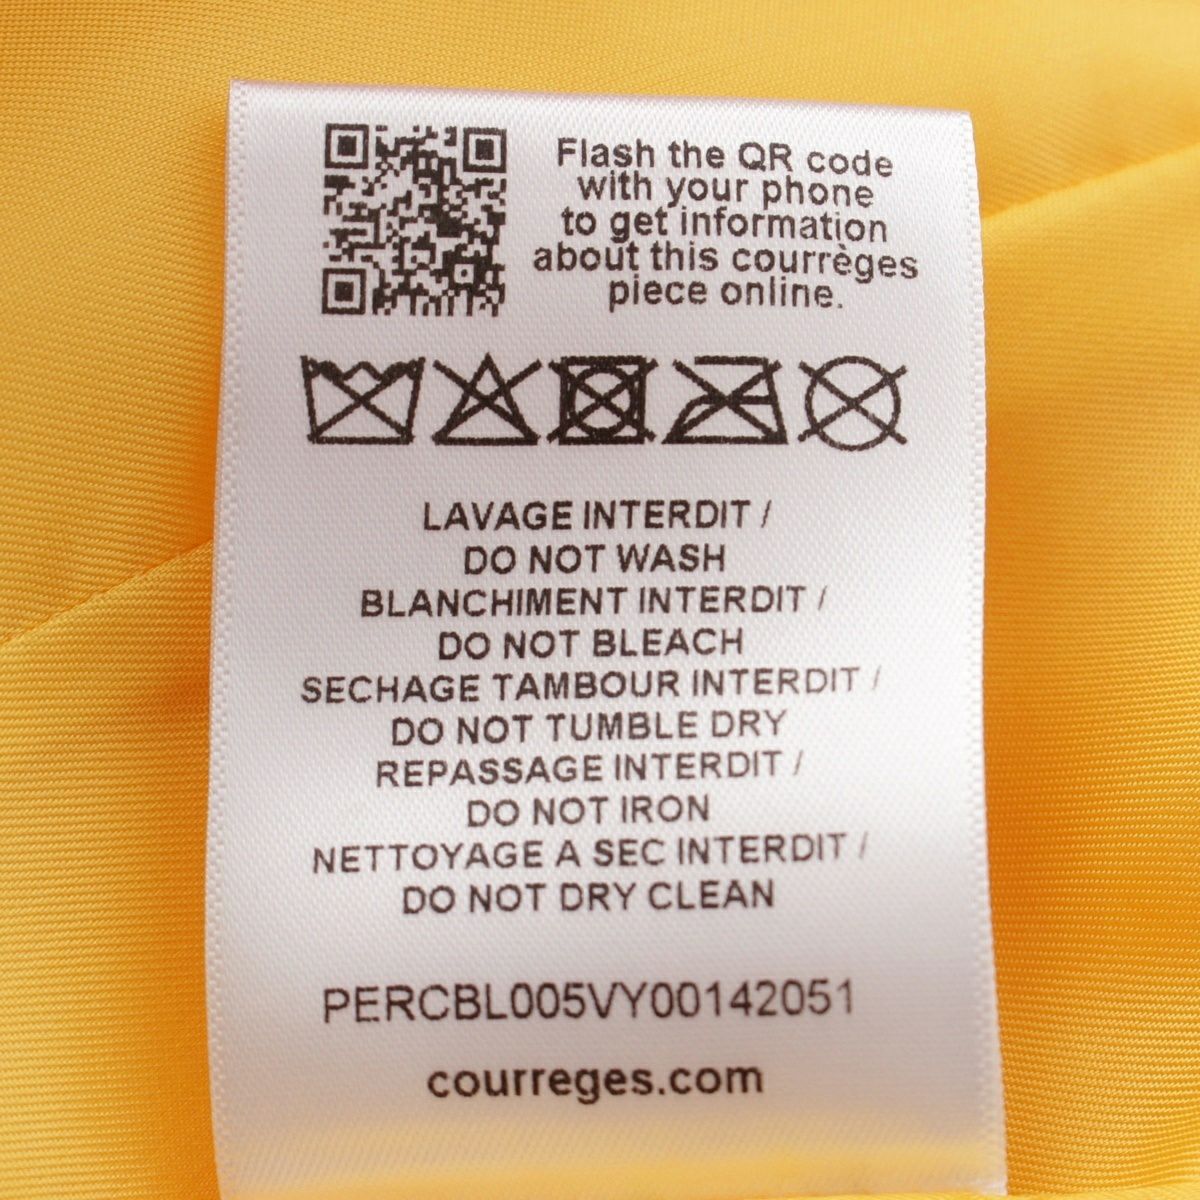 Flash the QR code
with your phone
to get information
about this courrèges
piece online.
LAVAGE INTERDIT /
DO NOT WASH
BLANCHIMENT INTERDIT /
DO NOT BLEACH
SECHAGE TAMBOUR INTERDIT /
DO NOT TUMBLE DRY
REPASSAGE INTERDIT /
DO NOT IRON
NETTOYAGE A SEC INTERDIT /
DO NOT DRY CLEAN
PERCBL005VY00142051
courreges.com